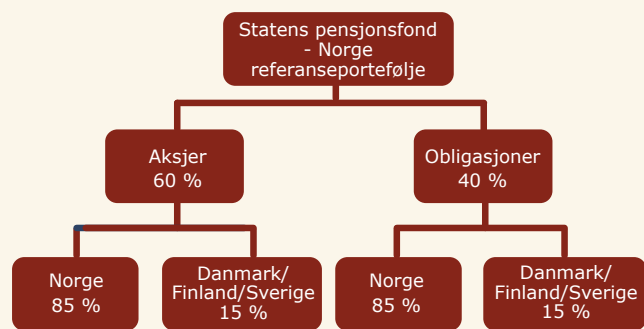 Statens pensjonsfond
- Norge
referanseportefølje
Aksjer
60 %
Obligasjoner
40 %
Norge
85 %
Danmark/
Finland/Sverige
15 %
Norge
85 %
Danmark/
Finland/Sverige
15 %